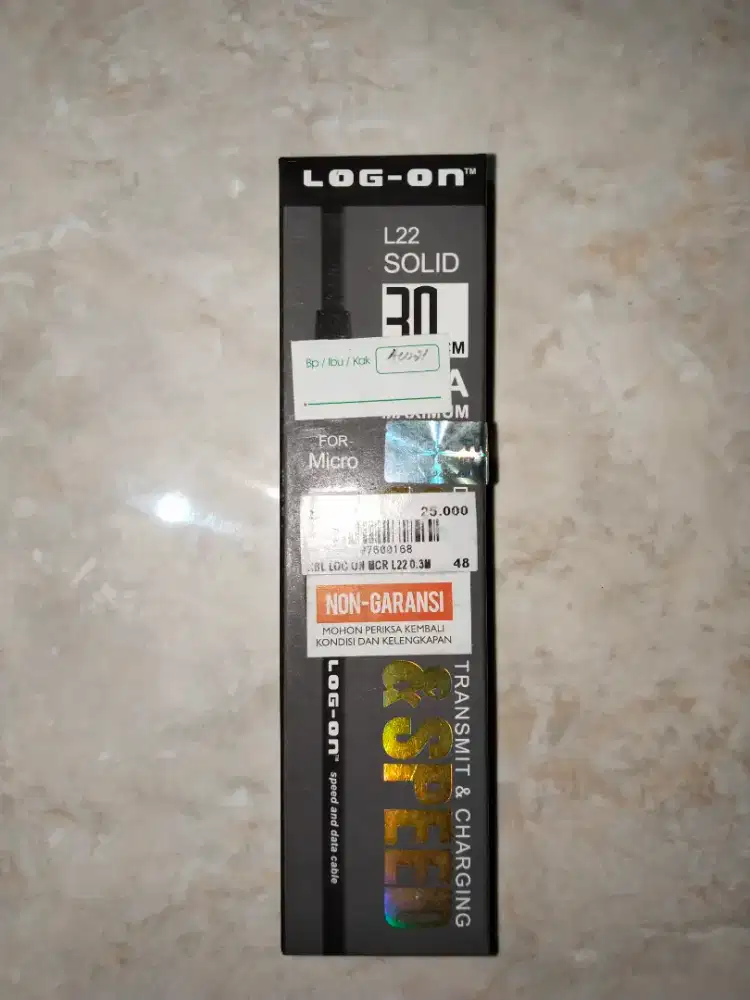 LOG-On™
L22
SOLID
30
CM
A
MAXIMUM
Bp / Ibu / Kak
FOR
Micro
25.000
97600168
KBL LOG ON MCR L22 0.3M 48
NON-GARANSI
MOHON PERIKSA KEMBALI
KONDISI DAN KELENGKAPAN
& SPEED
TRANSMIT & CHARGING
LOG-On™ speed and data cable